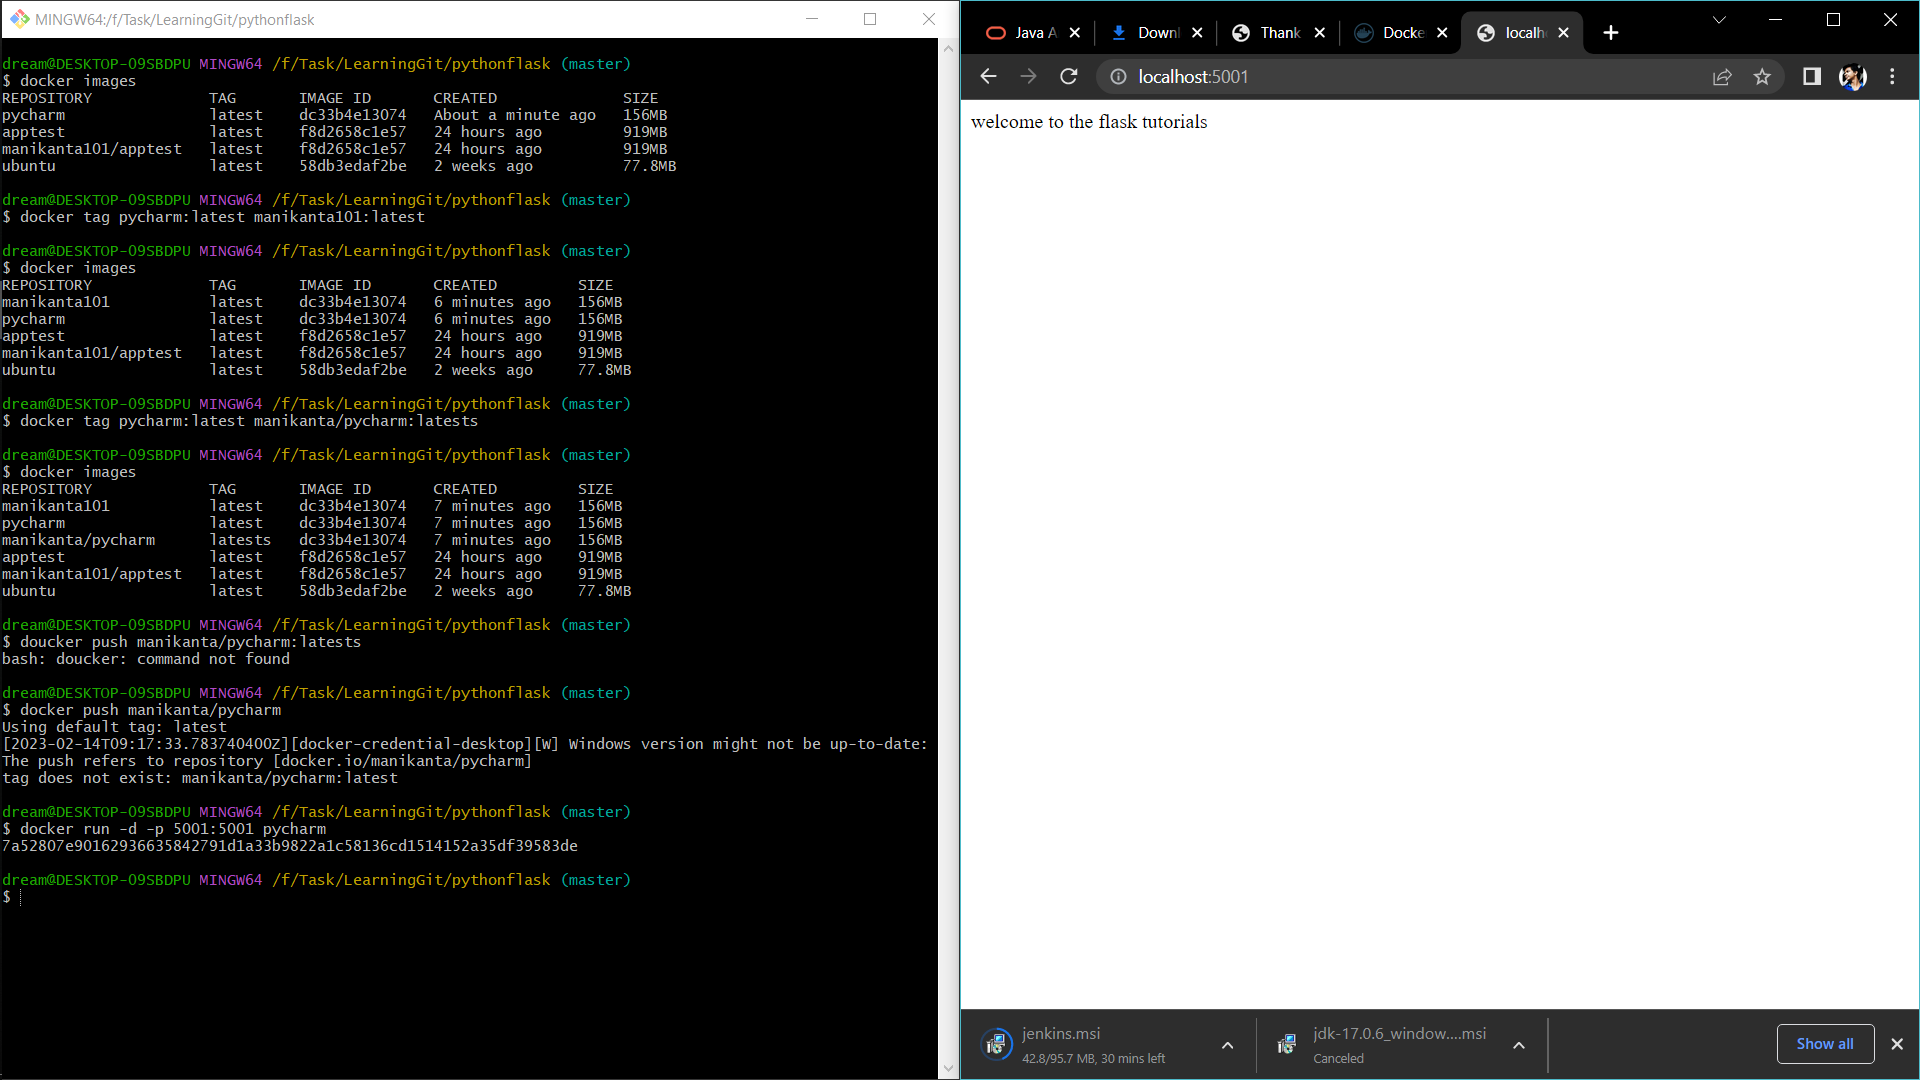 MINGW64:/f/Task/LearningGit/pythonflask
dream@DESKTOP-O9SBDPU MINGW64 /f/Task/LearningGit/pythonflask (master)
$ docker images
REPOSITORY TAG IMAGE ID CREATED SIZE
pycharm latest dc33b4e13074 About a minute ago 156MB
apptest latest f8d2658c1e57 24 hours ago 919MB
manikanta101/apptest latest f8d2658c1e57 24 hours ago 919MB
ubuntu latest 58db3edaf2be 2 weeks ago 77.8MB
dream@DESKTOP-O9SBDPU MINGW64 /f/Task/LearningGit/pythonflask (master)
$ docker tag pycharm:latest manikanta101:latest
dream@DESKTOP-O9SBDPU MINGW64 /f/Task/LearningGit/pythonflask (master)
$ docker images
REPOSITORY TAG IMAGE ID CREATED SIZE
manikanta101 latest dc33b4e13074 6 minutes ago 156MB
pycharm latest dc33b4e13074 6 minutes ago 156MB
apptest latest f8d2658c1e57 24 hours ago 919MB
manikanta101/apptest latest f8d2658c1e57 24 hours ago 919MB
ubuntu latest 58db3edaf2be 2 weeks ago 77.8MB
dream@DESKTOP-O9SBDPU MINGW64 /f/Task/LearningGit/pythonflask (master)
$ docker tag pycharm:latest manikanta/pycharm:latests
dream@DESKTOP-O9SBDPU MINGW64 /f/Task/LearningGit/pythonflask (master)
$ docker images
REPOSITORY TAG IMAGE ID CREATED SIZE
manikanta101 latest dc33b4e13074 7 minutes ago 156MB
pycharm latest dc33b4e13074 7 minutes ago 156MB
manikanta/pycharm latests dc33b4e13074 7 minutes ago 156MB
apptest latest f8d2658c1e57 24 hours ago 919MB
manikanta101/apptest latest f8d2658c1e57 24 hours ago 919MB
ubuntu latest 58db3edaf2be 2 weeks ago 77.8MB
dream@DESKTOP-O9SBDPU MINGW64 /f/Task/LearningGit/pythonflask (master)
$ doucker push manikanta/pycharm:latests
bash: doucker: command not found
dream@DESKTOP-O9SBDPU MINGW64 /f/Task/LearningGit/pythonflask (master)
$ docker push manikanta/pycharm
Using default tag: latest
[2023-02-14T09:17:33.783740400Z][docker-credential-desktop][W] Windows version might not be up-to-date:
The push refers to repository [docker.io/manikanta/pycharm]
tag does not exist: manikanta/pycharm:latest
dream@DESKTOP-O9SBDPU MINGW64 /f/Task/LearningGit/pythonflask (master)
$ docker run -d -p 5001:5001 pycharm
7a52807e90162936635842791d1a33b9822a1c58136cd1514152a35df39583de
dream@DESKTOP-O9SBDPU MINGW64 /f/Task/LearningGit/pythonflask (master)
$
Java A Downl Thank Docke localh
localhost:5001
welcome to the flask tutorials
jenkins.msi
42.8/95.7 MB, 30 mins left
jdk-17.0.6_window....msi
Canceled
Show all